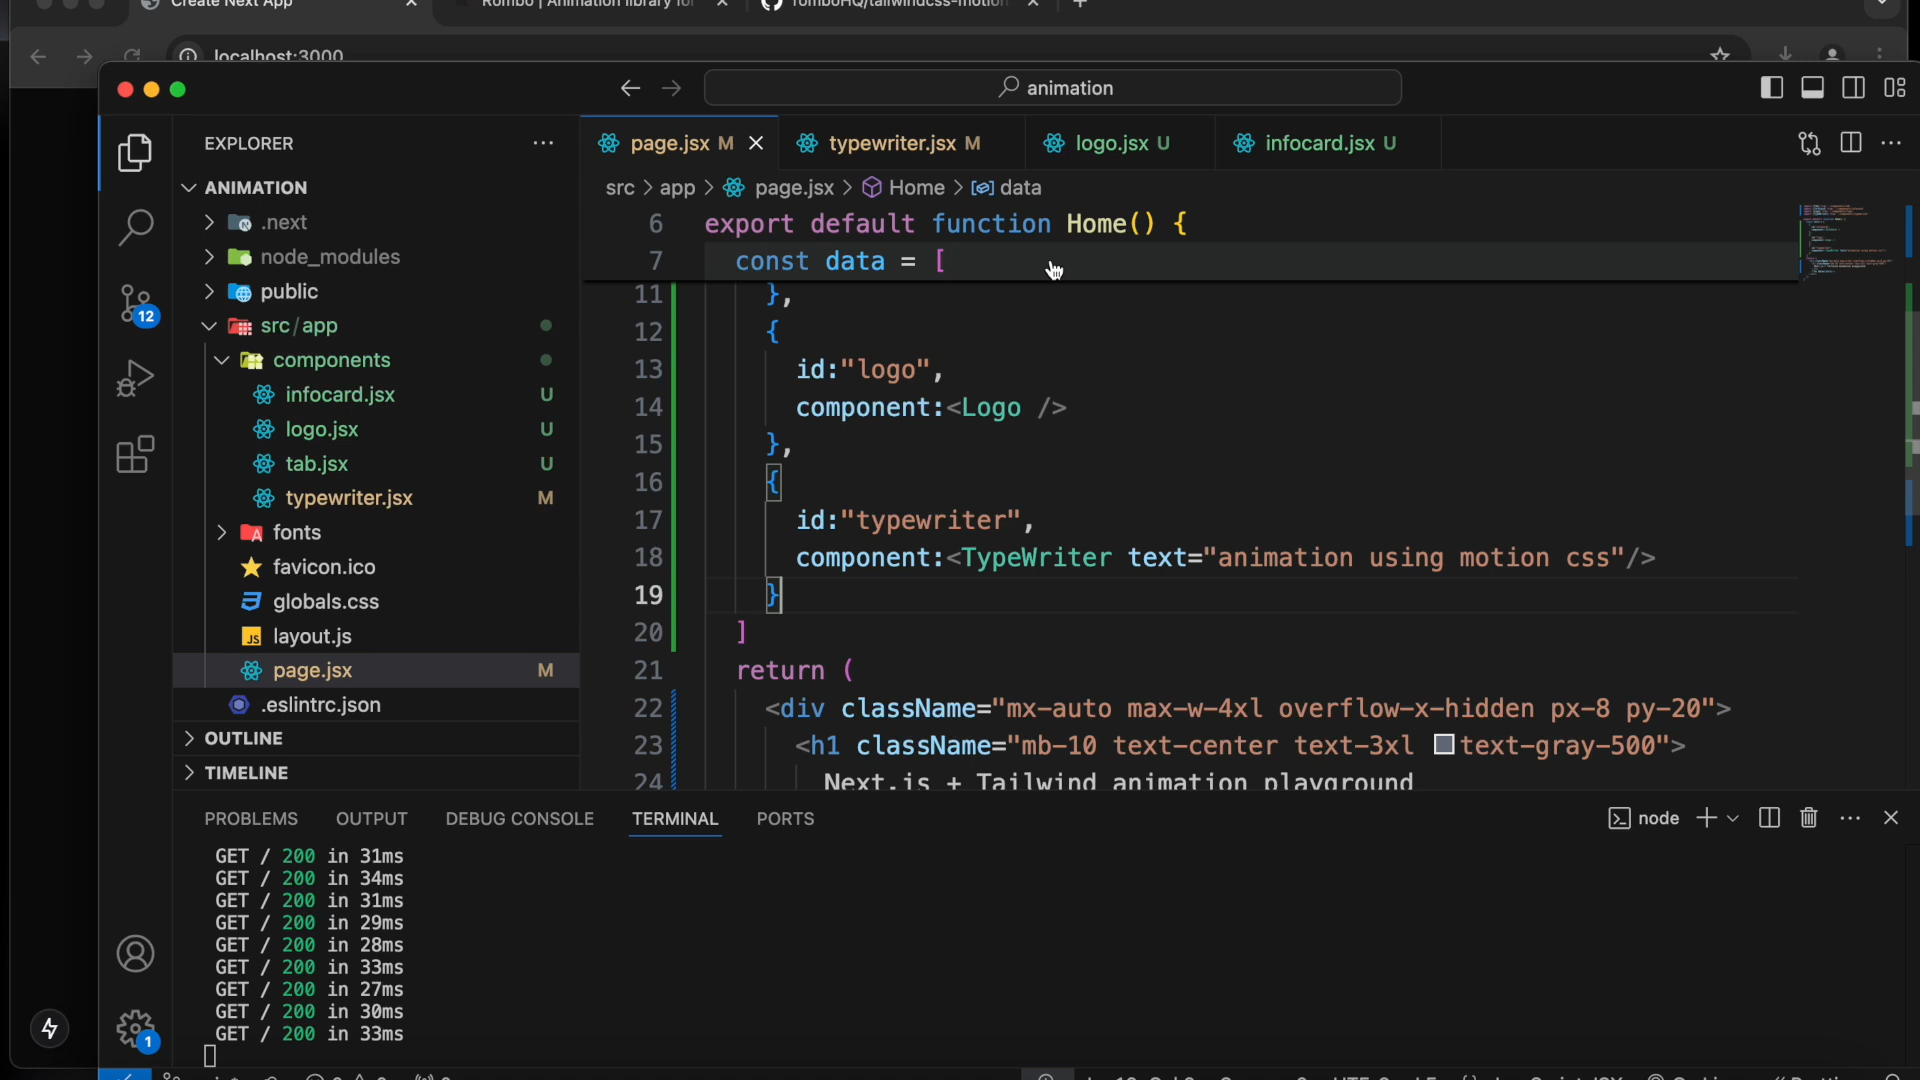 Create Next App
Rombo | Animation library for
RomboHQ/tailwindcss-motion
localhost:3000
animation
EXPLORER
ANIMATION
.next
node_modules
public
src/app
components
infocard.jsx U
logo.jsx U
tab.jsx U
typewriter.jsx M
fonts
favicon.ico
globals.css
layout.js
page.jsx M
.eslintrc.json
OUTLINE
TIMELINE
12
1
page.jsx M
typewriter.jsx M
logo.jsx U
infocard.jsx U
src > app > page.jsx > Home > data
6 export default function Home() {
7 const data = [
11 },
12 {
13 id:"logo",
14 component:<Logo />
15 },
16 {
17 id:"typewriter",
18 component:<TypeWriter text="animation using motion css"/>
19 }
20 ]
21 return (
22 <div className="mx-auto max-w-4xl overflow-x-hidden px-8 py-20">
23 <h1 className="mb-10 text-center text-3xl text-gray-500">
24 Next.js + Tailwind animation playground
PROBLEMS OUTPUT DEBUG CONSOLE TERMINAL PORTS
node
GET / 200 in 31ms
GET / 200 in 34ms
GET / 200 in 31ms
GET / 200 in 29ms
GET / 200 in 28ms
GET / 200 in 33ms
GET / 200 in 27ms
GET / 200 in 30ms
GET / 200 in 33ms